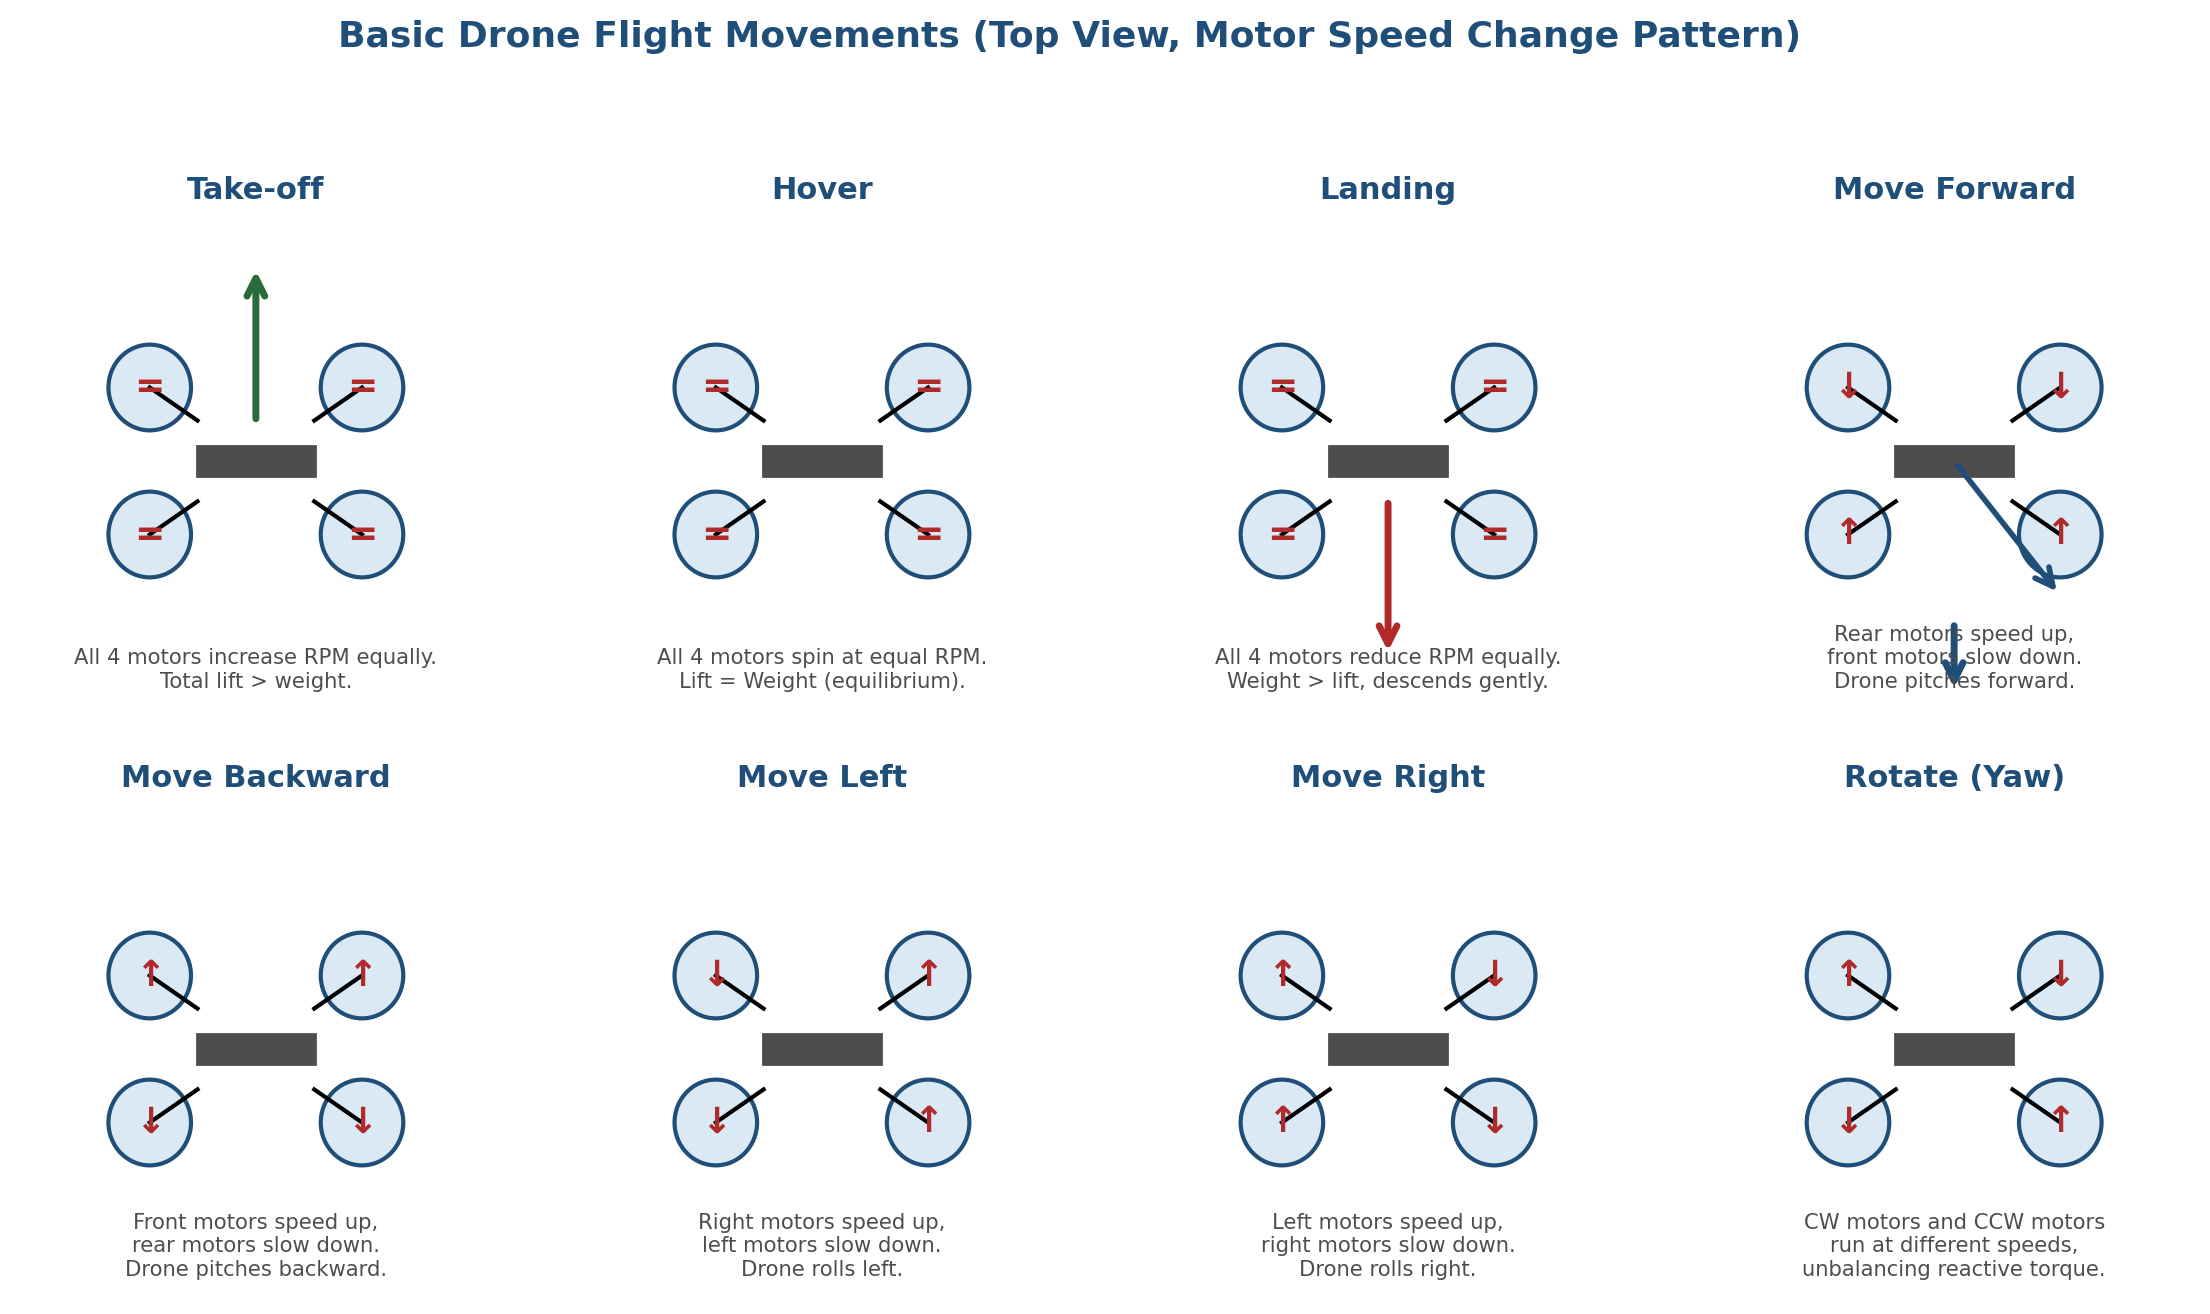 Basic Drone Flight Movements (Top View, Motor Speed Change Pattern)
Take-off
= =
= =
All 4 motors increase RPM equally.
Total lift > weight.
Hover
= =
= =
All 4 motors spin at equal RPM.
Lift = Weight (equilibrium).
Landing
= =
= =
All 4 motors reduce RPM equally.
Weight > lift, descends gently.
Move Forward
↓ ↓
↑ ↑
Rear motors speed up,
front motors slow down.
Drone pitches forward.
Move Backward
↑ ↑
↓ ↓
Front motors speed up,
rear motors slow down.
Drone pitches backward.
Move Left
↓ ↑
↓ ↑
Right motors speed up,
left motors slow down.
Drone rolls left.
Move Right
↑ ↓
↑ ↓
Left motors speed up,
right motors slow down.
Drone rolls right.
Rotate (Yaw)
↑ ↓
↓ ↑
CW motors and CCW motors
run at different speeds,
unbalancing reactive torque.